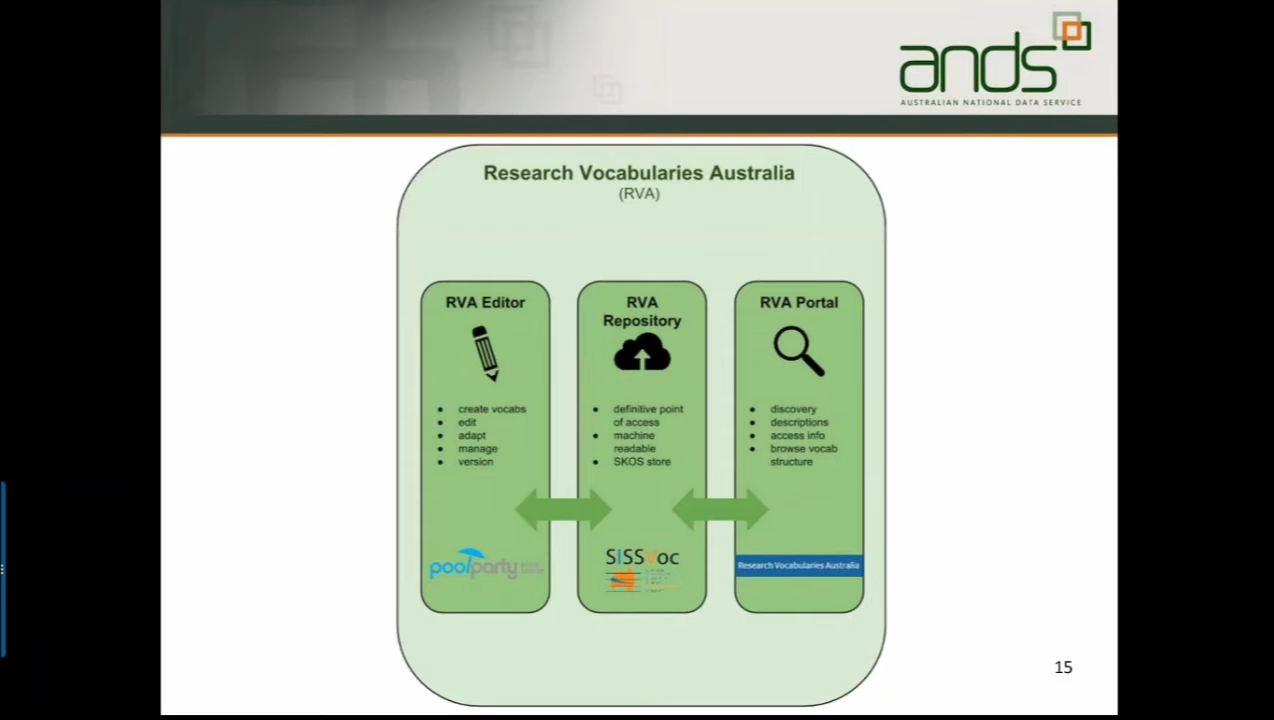 ands
AUSTRALIAN NATIONAL DATA SERVICE
Research Vocabularies Australia
(RVA)
RVA Editor
• create vocabs
• edit
• adapt
• manage
• version
poolparty
RVA
Repository
• definitive point
of access
• machine
readable
• SKOS store
SISSVoc
RVA Portal
• discovery
• descriptions
• access info
• browse vocab
structure
Research Vocabularies Australia
15